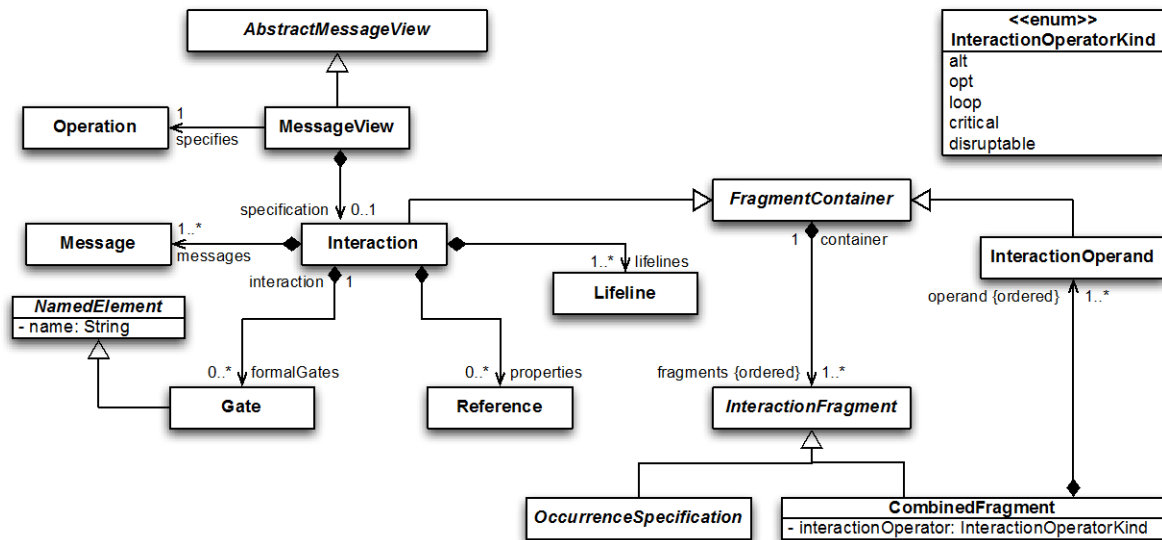 AbstractMessageView
<<enum>>
InteractionOperatorKind
alt
opt
loop
critical
disruptable
Operation
1
specifies
MessageView
specification
0..1
FragmentContainer
1
container
Message
1..*
messages
Interaction
interaction
1
1..*
lifelines
Lifeline
InteractionOperand
operand {ordered}
1..*
NamedElement
- name: String
0..*
formalGates
Gate
0..*
properties
Reference
fragments {ordered}
1..*
InteractionFragment
OccurrenceSpecification
CombinedFragment
- interactionOperator: InteractionOperatorKind